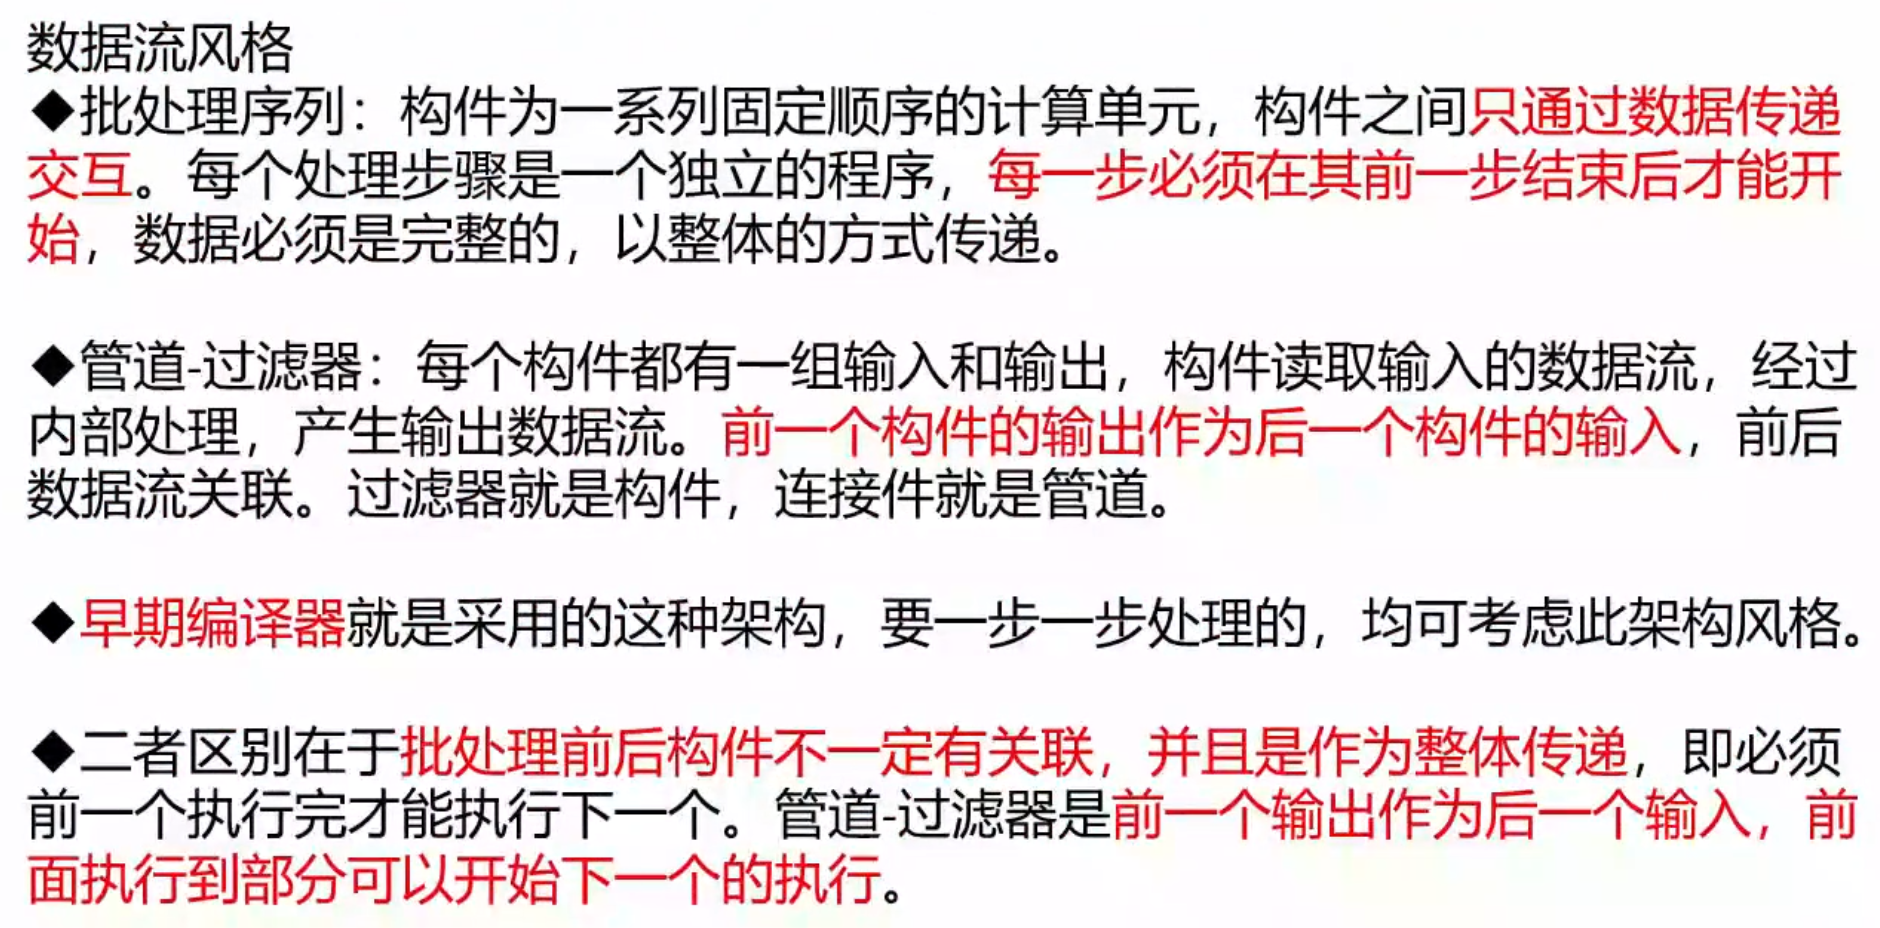 数据流风格
◆批处理序列：构件为一系列固定顺序的计算单元，构件之间只通过数据传递
交互。每个处理步骤是一个独立的程序，每一步必须在其前一步结束后才能开
始，数据必须是完整的，以整体的方式传递。
◆管道-过滤器：每个构件都有一组输入和输出，构件读取输入的数据流，经过
内部处理，产生输出数据流。前一个构件的输出作为后一个构件的输入，前后
数据流关联。过滤器就是构件，连接件就是管道。
◆早期编译器就是采用的这种架构，要一步一步处理的，均可考虑此架构风格。
◆二者区别在于批处理前后构件不一定有关联，并且是作为整体传递，即必须
前一个执行完才能执行下一个。管道-过滤器是前一个输出作为后一个输入，前
面执行到部分可以开始下一个的执行。